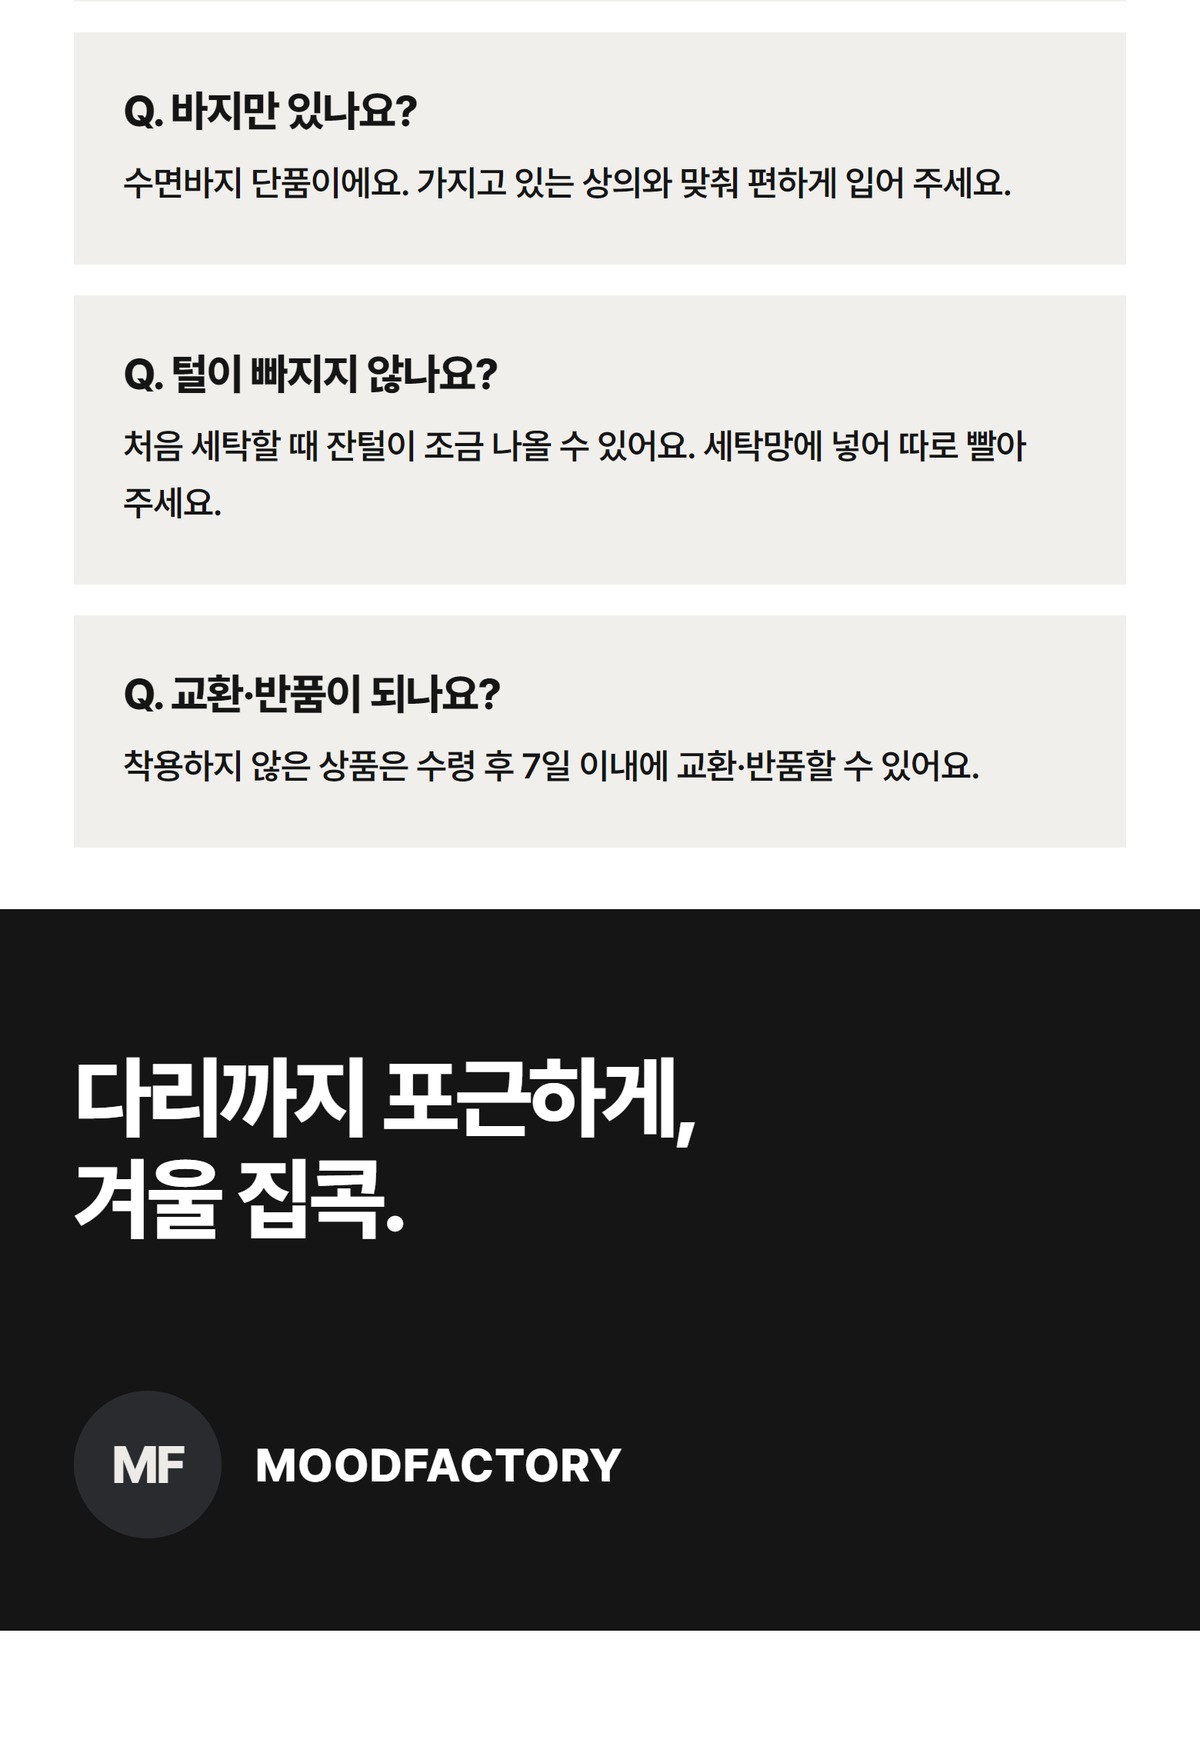 Q. 바지만 있나요?
수면바지 단품이에요. 가지고 있는 상의와 맞춰 편하게 입어 주세요.
Q. 털이 빠지지 않나요?
처음 세탁할 때 잔털이 조금 나올 수 있어요. 세탁망에 넣어 따로 빨아
주세요.
Q. 교환·반품이 되나요?
착용하지 않은 상품은 수령 후 7일 이내에 교환·반품할 수 있어요.
다리까지 포근하게,
겨울 집콕.
MF MOODFACTORY